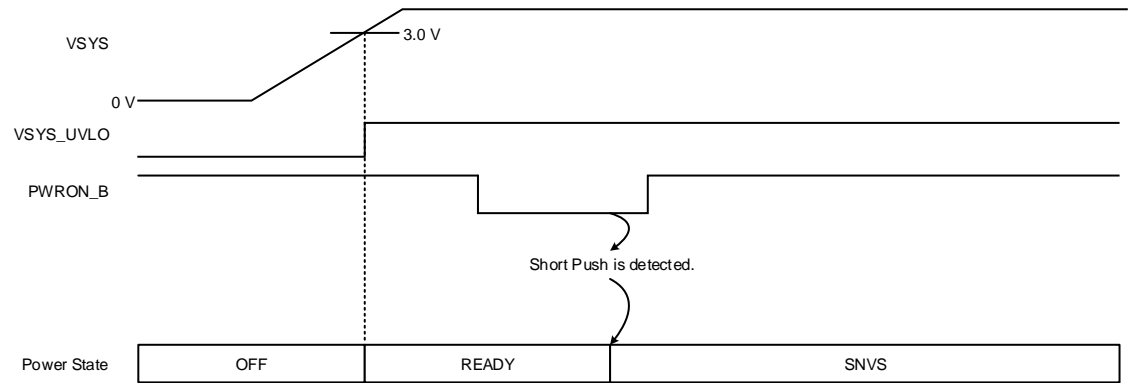 VSYS
3.0 V
0 V
VSYS_UVLO
PWRON_B
Short Push is detected.
Power State
OFF
READY
SNVS